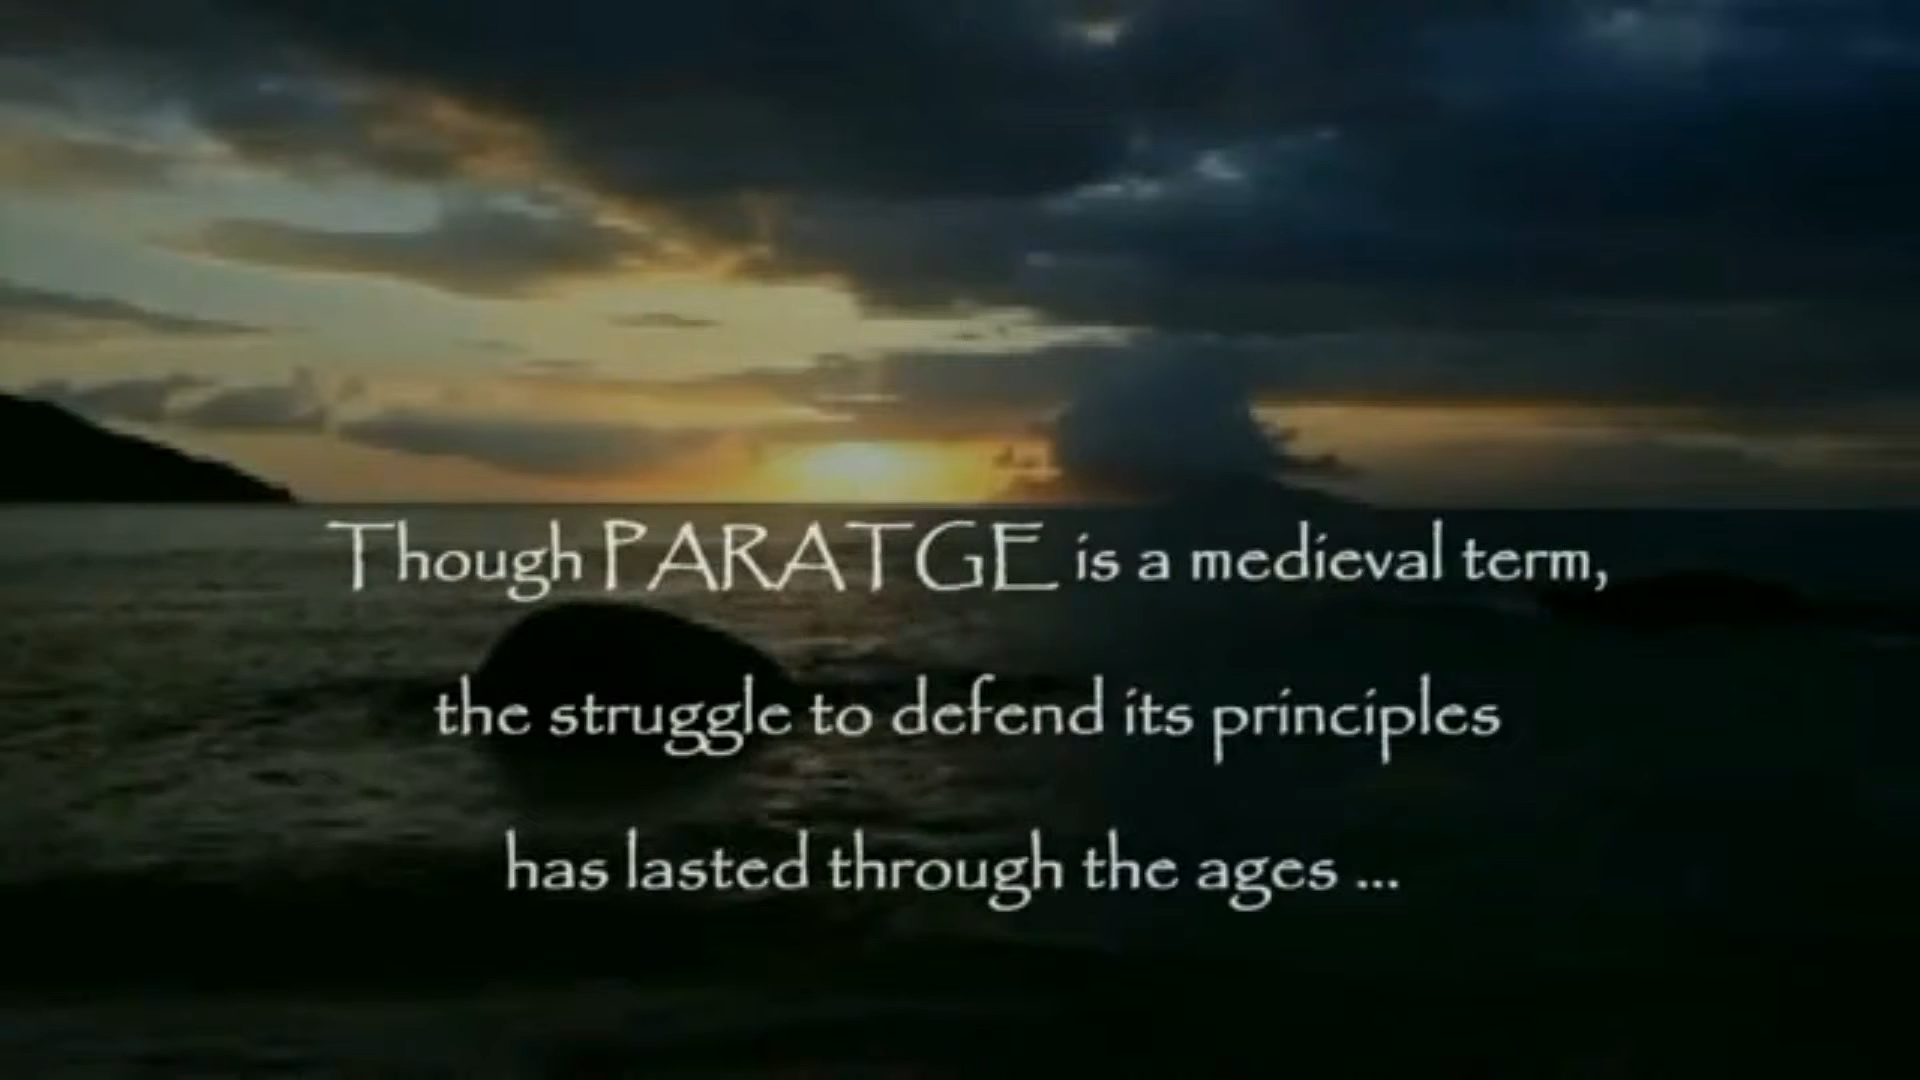 Though PARATGE is a medieval term,
the struggle to defend its principles
has lasted through the ages ...